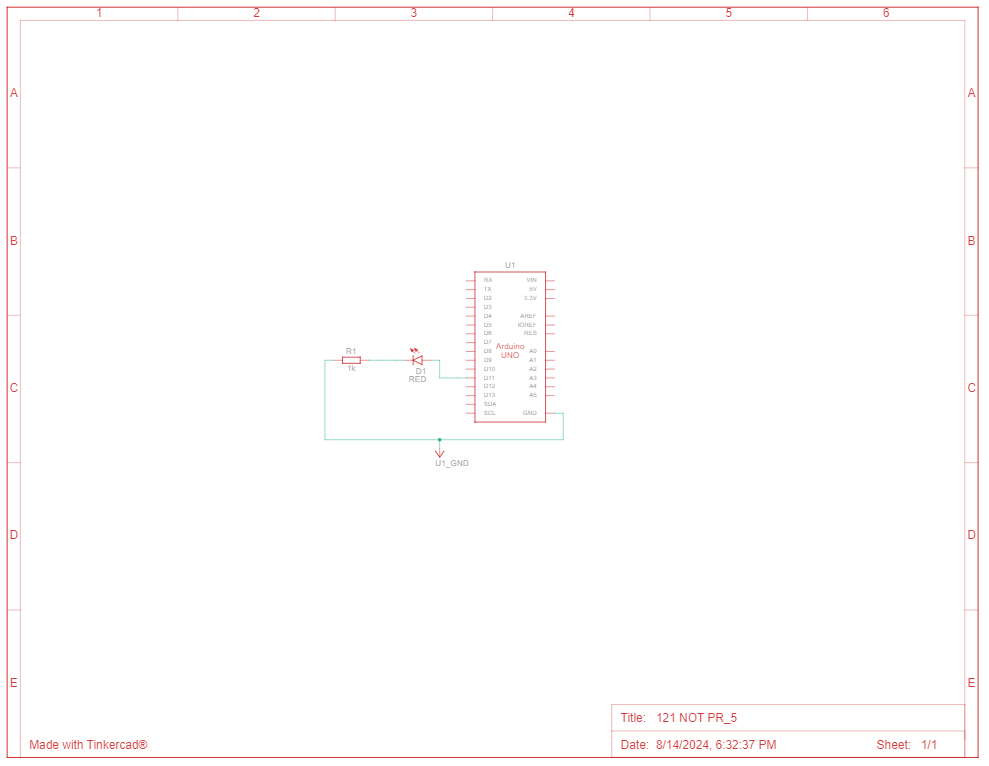 1 2 3 4 5 6
A A
B B
U1
RX VIN
TX 5V
D2 3.3V
D3
D4 AREF
D5 IOREF
D6 RES
D7
Arduino
UNO
D8 A0
D9 A1
D10 A2
D11 A3
D12 A4
D13 A5
SDA
SCL GND
R1
1k
D1
RED
C C
U1_GND
D D
E E
Title: 121 NOT PR_5
Made with Tinkercad®
Date: 8/14/2024, 6:32:37 PM Sheet: 1/1